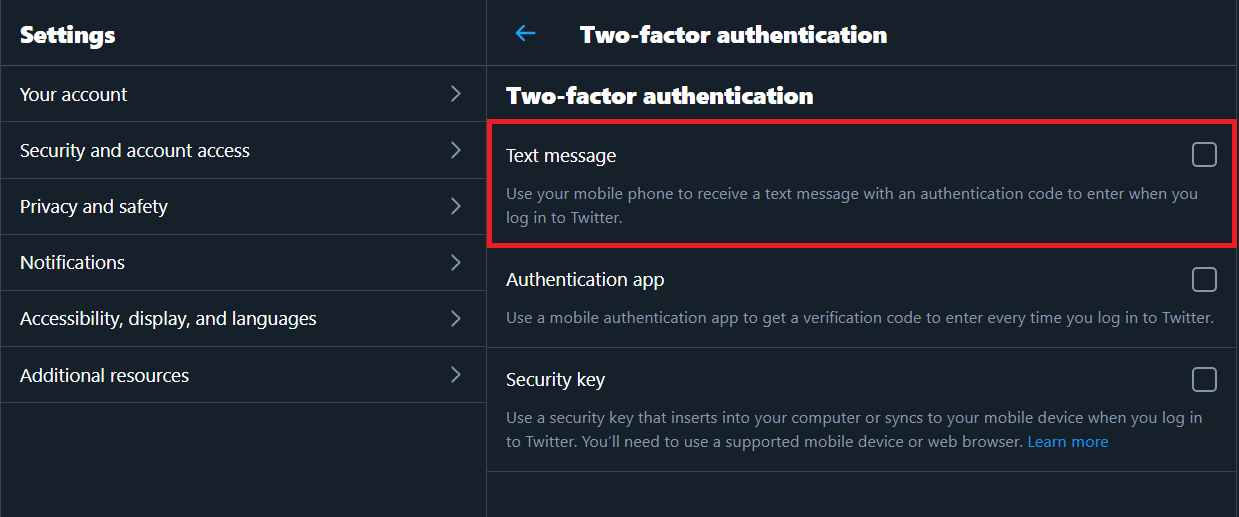 Settings
Your account
Security and account access
Privacy and safety
Notifications
Accessibility, display, and languages
Additional resources
Two-factor authentication
Two-factor authentication
Text message
Use your mobile phone to receive a text message with an authentication code to enter when you
log in to Twitter.
Authentication app
Use a mobile authentication app to get a verification code to enter every time you log in to Twitter.
Security key
Use a security key that inserts into your computer or syncs to your mobile device when you log in
to Twitter. You’ll need to use a supported mobile device or web browser. Learn more